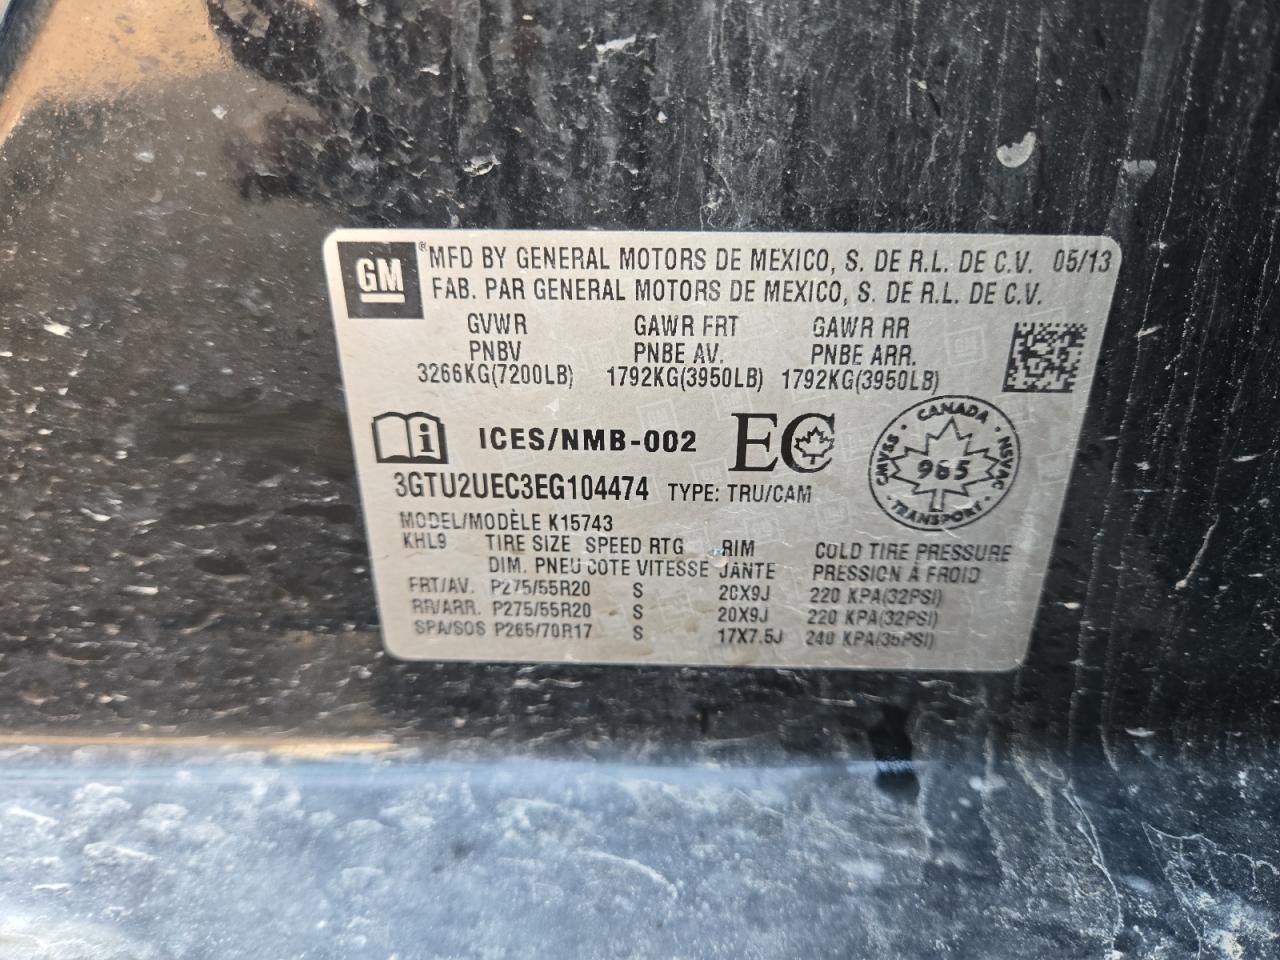 GM ® MFD BY GENERAL MOTORS DE MEXICO, S. DE R.L. DE C.V. 05/13
FAB. PAR GENERAL MOTORS DE MEXICO, S. DE R.L. DE C.V.
GVWR GAWR FRT GAWR RR
PNBV PNBE AV. PNBE ARR.
3266KG(7200LB) 1792KG(3950LB) 1792KG(3950LB)
i ICES/NMB-002 EC
CANADA
CMVSS 965 NSVAC
TRANSPORT
3GTU2UEC3EG104474 TYPE: TRU/CAM
MODEL/MODÈLE K15743
KHL9 TIRE SIZE SPEED RTG RIM COLD TIRE PRESSURE
DIM. PNEU COTE VITESSE JANTE PRESSION À FROID
FRT/AV. P275/55R20 S 20X9J 220 KPA(32PSI)
RR/ARR. P275/55R20 S 20X9J 220 KPA(32PSI)
SPA/SOS P265/70R17 S 17X7.5J 240 KPA(35PSI)